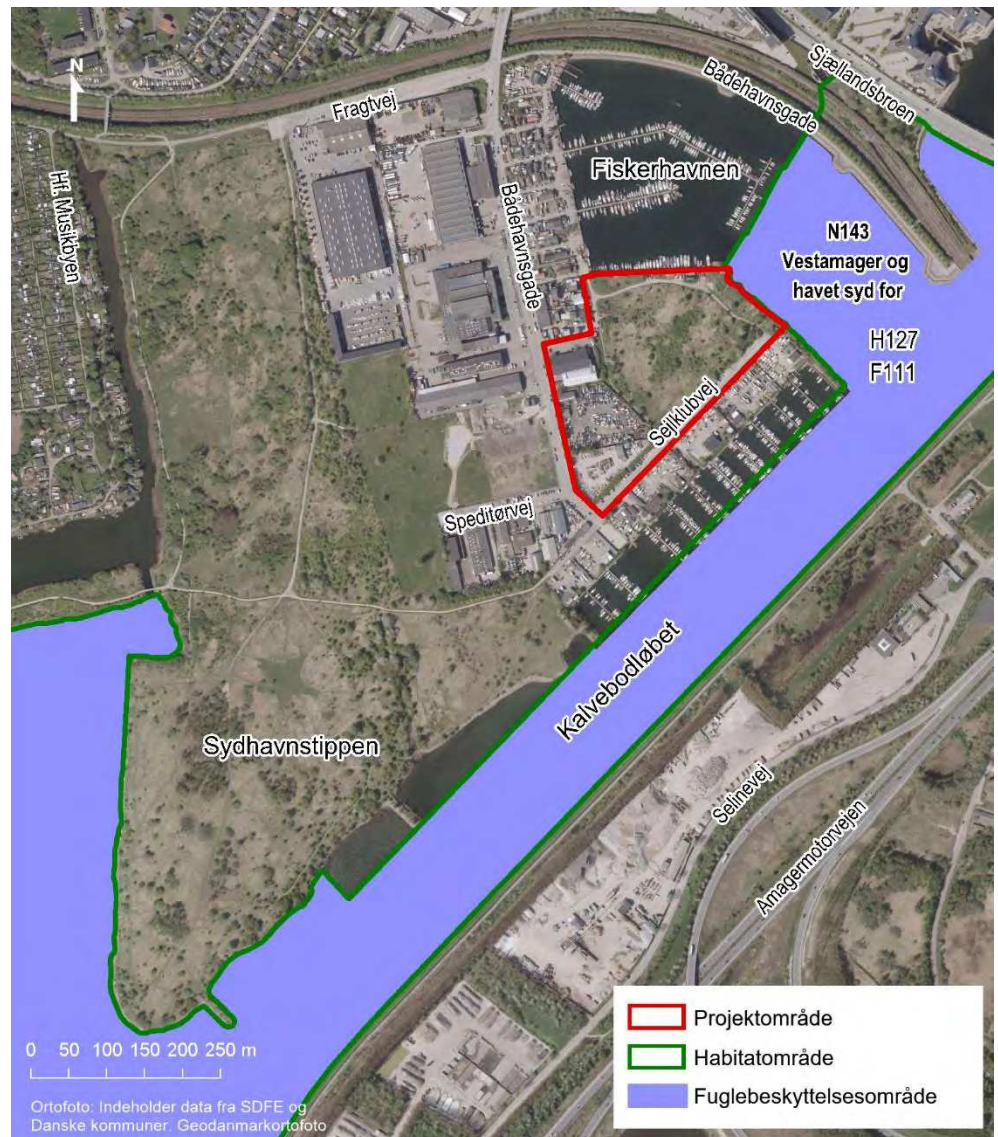 N
Fragtvej
Bådehavnsgade
Sjællandsbroen
Hf. Musikbyen
Bådehavnsgade
Fiskerhavnen
N143
Vestamager og
havet syd for
H127
F111
Sejlklubvej
Speditørvej
Kalvebodløbet
Sydhavnstippen
Selinevej
Amagermotorvejen
0 50 100 150 200 250 m
Projektområde
Habitatområde
Fuglebeskyttelsesområde
Ortofoto: Indeholder data fra SDFE og
Danske kommuner. Geodanmarkortofoto